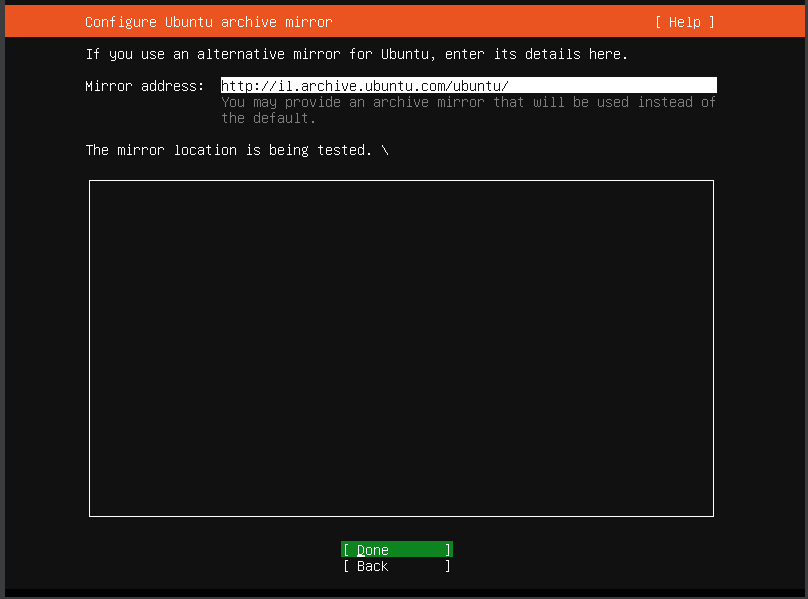 Configure Ubuntu archive mirror [ Help ]
If you use an alternative mirror for Ubuntu, enter its details here.
Mirror address: http://il.archive.ubuntu.com/ubuntu/
You may provide an archive mirror that will be used instead of
the default.
The mirror location is being tested. \
[ Done ]
[ Back ]